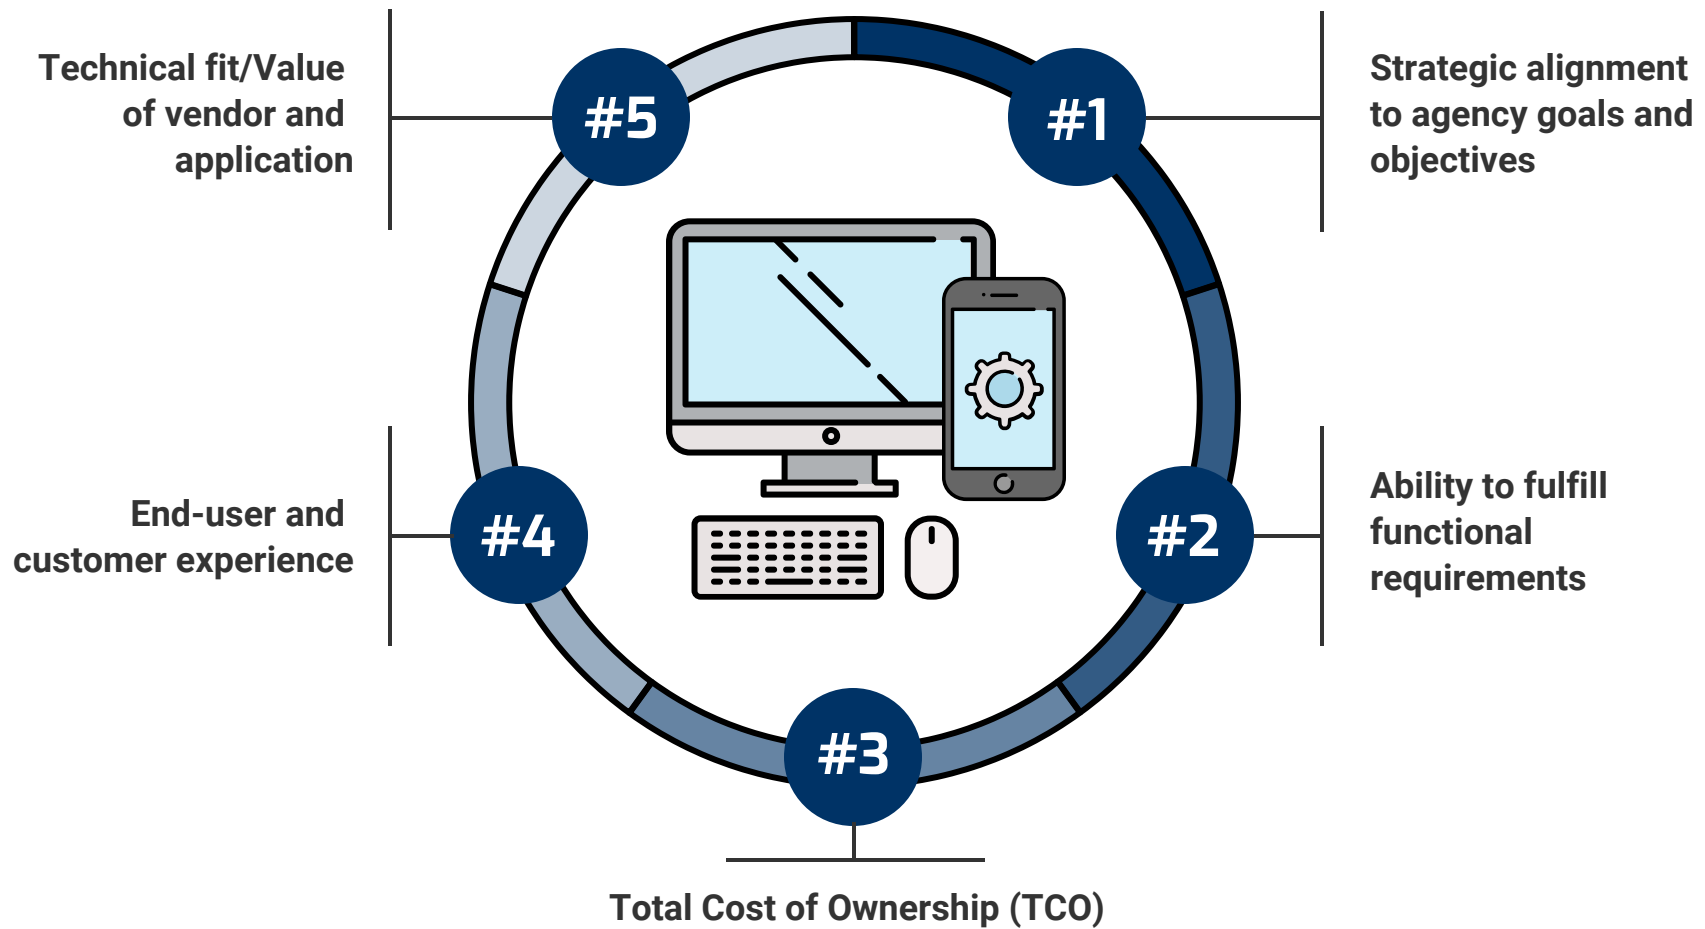 #1
Strategic alignment
to agency goals and
objectives
#2
Ability to fulfill
functional
requirements
#3
Total Cost of Ownership (TCO)
#4
End-user and
customer experience
#5
Technical fit/Value
of vendor and
application